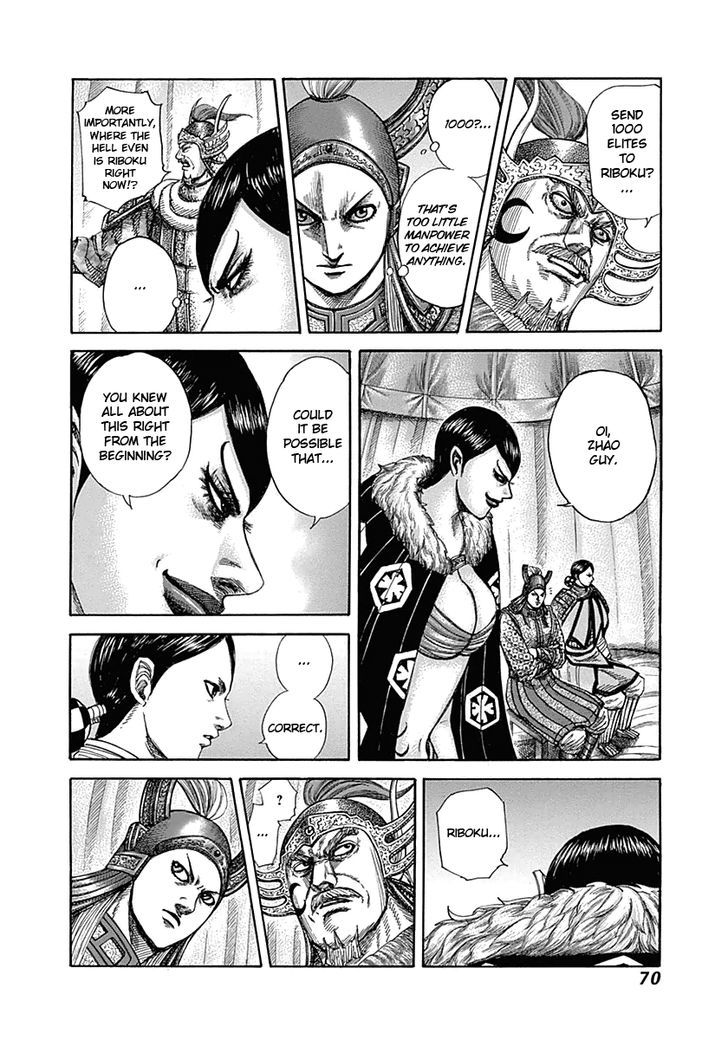 SEND
1000
ELITES
TO
RIBOKU?
...
1000?...
THAT'S
TOO LITTLE
MANPOWER
TO ACHIEVE
ANYTHING.
MORE
IMPORTANTLY,
WHERE THE
HELL EVEN
IS RIBOKU
RIGHT
NOW!?
...
OI,
ZHAO
GUY.
COULD
IT BE
POSSIBLE
THAT...
YOU KNEW
ALL ABOUT
THIS RIGHT
FROM THE
BEGINNING?
...
CORRECT.
RIBOKU...
?
...
70